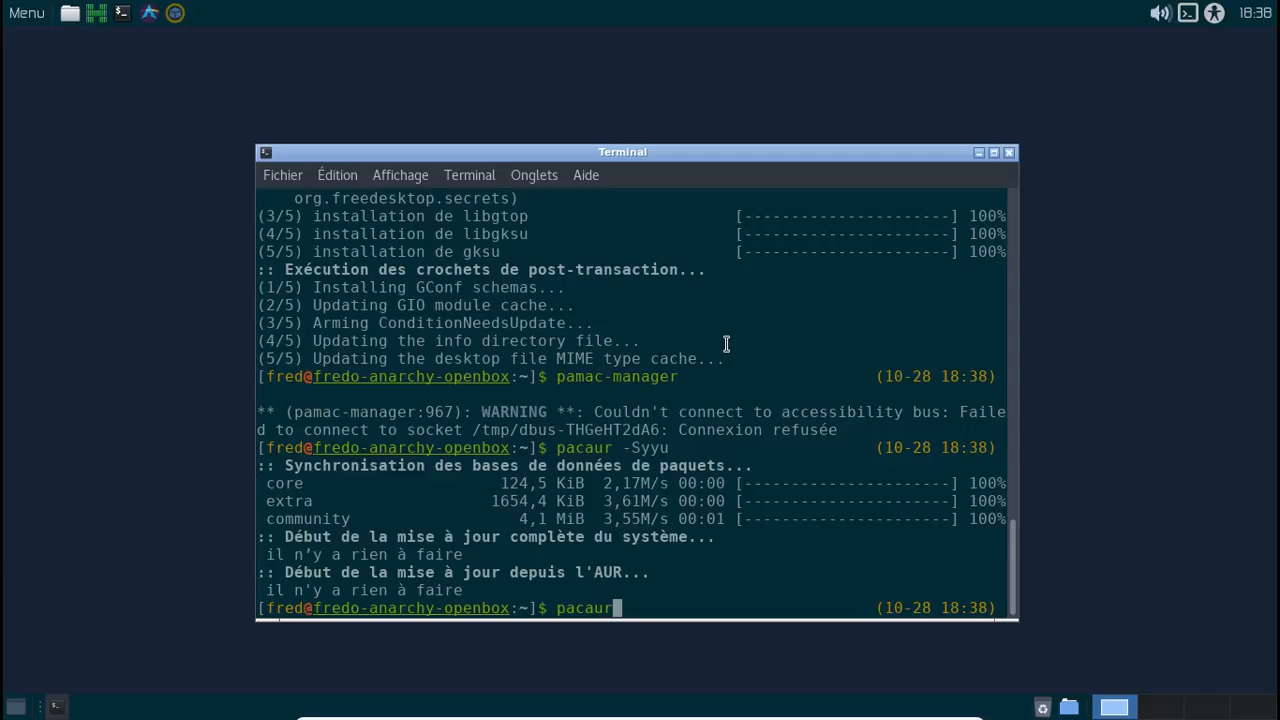 Menu
18:38
Terminal
Fichier Édition Affichage Terminal Onglets Aide
org.freedesktop.secrets)
(3/5) installation de libgtop [----------------------] 100%
(4/5) installation de libgksu [----------------------] 100%
(5/5) installation de gksu [----------------------] 100%
:: Exécution des crochets de post-transaction...
(1/5) Installing GConf schemas...
(2/5) Updating GIO module cache...
(3/5) Arming ConditionNeedsUpdate...
(4/5) Updating the info directory file...
(5/5) Updating the desktop file MIME type cache...
[fred@fredo-anarchy-openbox:~]$ pamac-manager (10-28 18:38)
** (pamac-manager:967): WARNING **: Couldn't connect to accessibility bus: Faile
d to connect to socket /tmp/dbus-THGeHT2dA6: Connexion refusée
[fred@fredo-anarchy-openbox:~]$ pacaur -Syyu (10-28 18:38)
:: Synchronisation des bases de données de paquets...
core 124,5 KiB 2,17M/s 00:00 [----------------------] 100%
extra 1654,4 KiB 3,61M/s 00:00 [----------------------] 100%
community 4,1 MiB 3,55M/s 00:01 [----------------------] 100%
:: Début de la mise à jour complète du système...
il n’y a rien à faire
:: Début de la mise à jour depuis l'AUR...
il n'y a rien à faire
[fred@fredo-anarchy-openbox:~]$ pacaur (10-28 18:38)